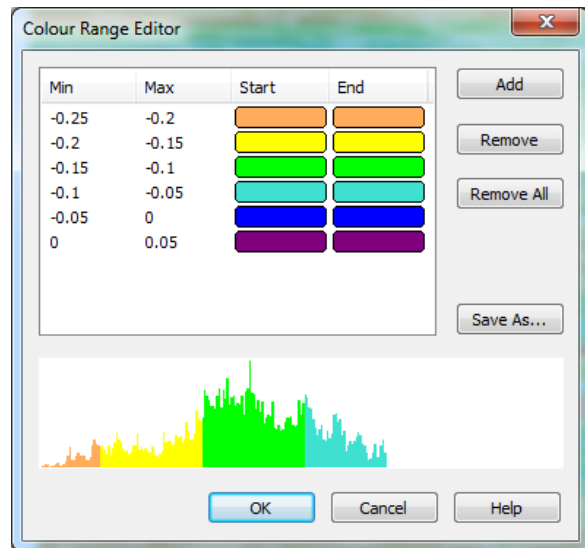 Colour Range Editor
Min Max Start End
-0.25 -0.2
-0.2 -0.15
-0.15 -0.1
-0.1 -0.05
-0.05 0
0 0.05
Add
Remove
Remove All
Save As...
OK Cancel Help